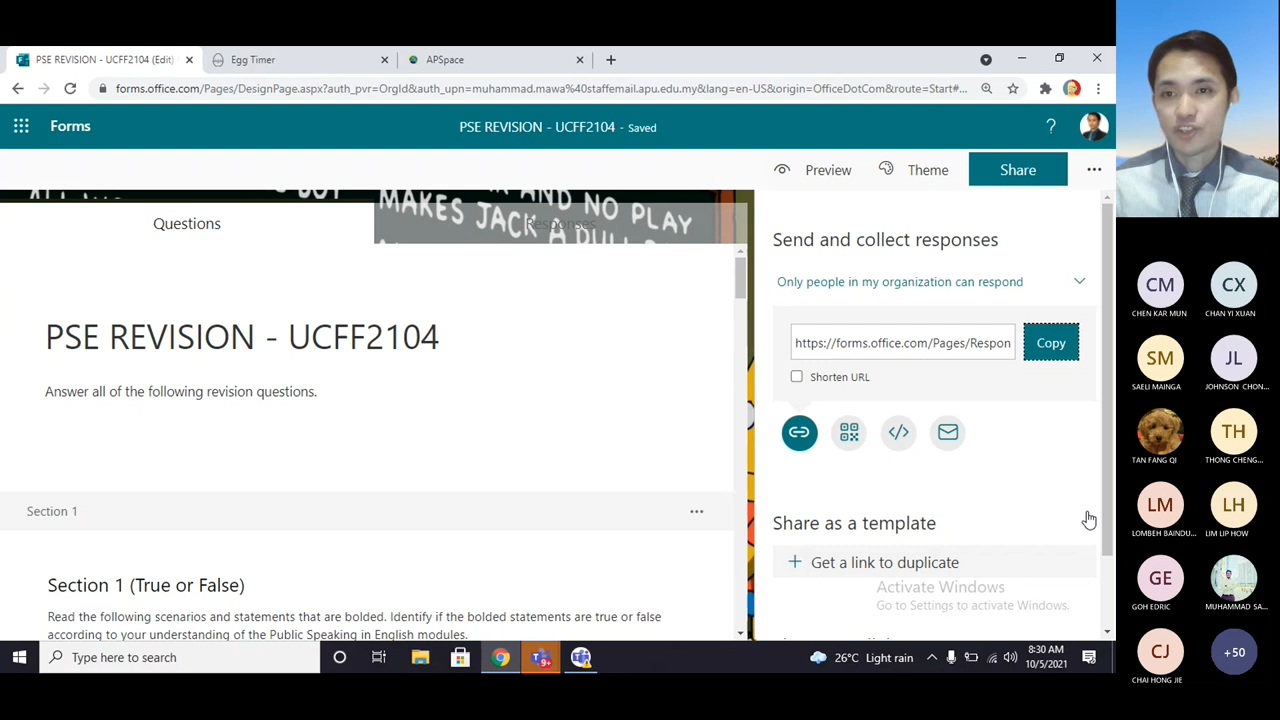 PSE REVISION - UCFF2104 (Edit)
Egg Timer
APSpace
forms.office.com/Pages/DesignPage.aspx?auth_pvr=OrgId&auth_upn=muhammad.mawa%40staffemail.apu.edu.my&lang=en-US&origin=OfficeDotCom&route=Start#...
Forms
PSE REVISION - UCFF2104 - Saved
?
Preview
Theme
Share
AND NO PLAY
MAKES JACK A DULL
Questions
Responses
Send and collect responses
Only people in my organization can respond
https://forms.office.com/Pages/Respon
Copy
Shorten URL
PSE REVISION - UCFF2104
Answer all of the following revision questions.
Section 1
Share as a template
Get a link to duplicate
Activate Windows
Go to Settings to activate Windows.
Section 1 (True or False)
Read the following scenarios and statements that are bolded. Identify if the bolded statements are true or false
according to your understanding of the Public Speaking in English modules.
Type here to search
9+
26°C Light rain
8:30 AM
10/5/2021
CM
CX
CHEN KAR MUN
CHAN YI XUAN
SM
JL
SAELI MAINGA
JOHNSON CHON...
TH
TAN FANG QI
THONG CHENG...
LM
LH
LOMBEH BAINDU...
LIM LIP HOW
GE
GOH EDRIC
MUHAMMAD SA...
CJ
+50
CHAI HONG JIE